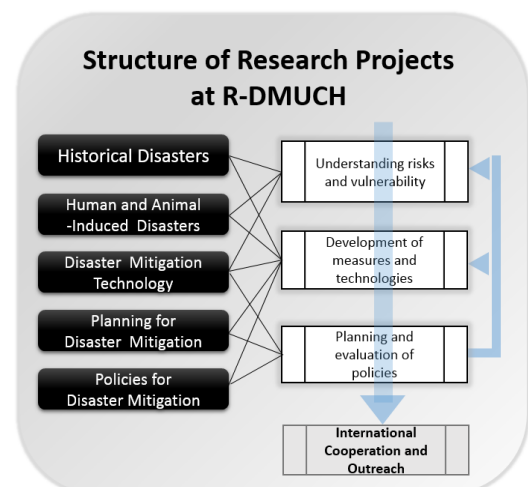 Structure of Research Projects
at R-DMUCH
Historical Disasters
Human and Animal
-Induced Disasters
Disaster Mitigation
Technology
Planning for
Disaster Mitigation
Policies for
Disaster Mitigation
Understanding risks
and vulnerability
Development of
measures and
technologies
Planning and
evaluation of
policies
International
Cooperation and
Outreach